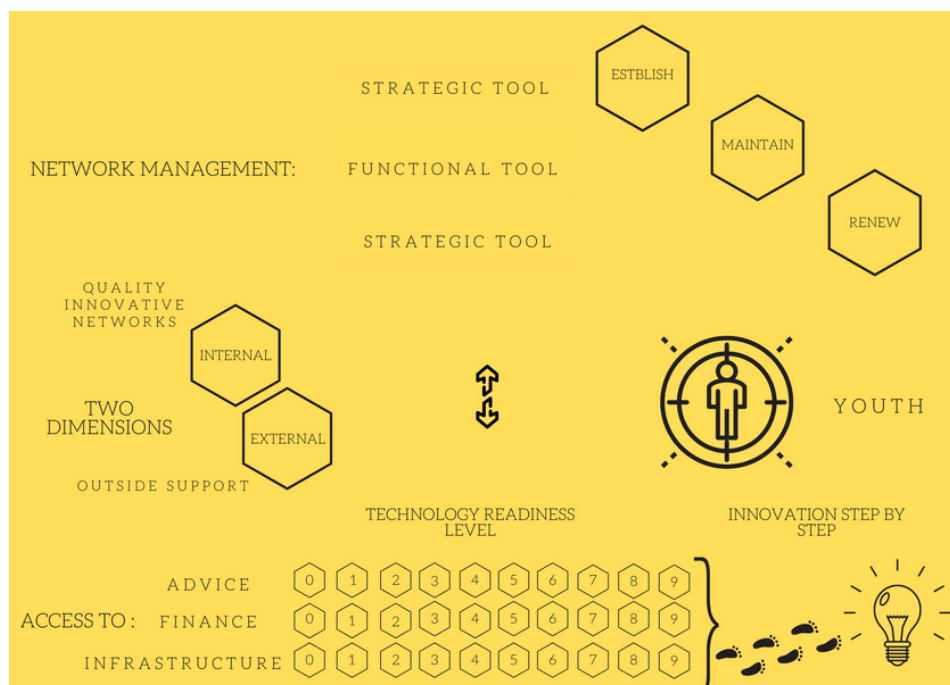 STRATEGIC TOOL
ESTBLISH
MAINTAIN
NETWORK MANAGEMENT:
FUNCTIONAL TOOL
RENEW
STRATEGIC TOOL
QUALITY
INNOVATIVE
NETWORKS
INTERNAL
TWO
DIMENSIONS
EXTERNAL
YOUTH
OUTSIDE SUPPORT
TECHNOLOGY READINESS
LEVEL
INNOVATION STEP BY
STEP
ADVICE 0 1 2 3 4 5 6 7 8 9
ACCESS TO : FINANCE 0 1 2 3 4 5 6 7 8 9
INFRASTRUCTURE 0 1 2 3 4 5 6 7 8 9